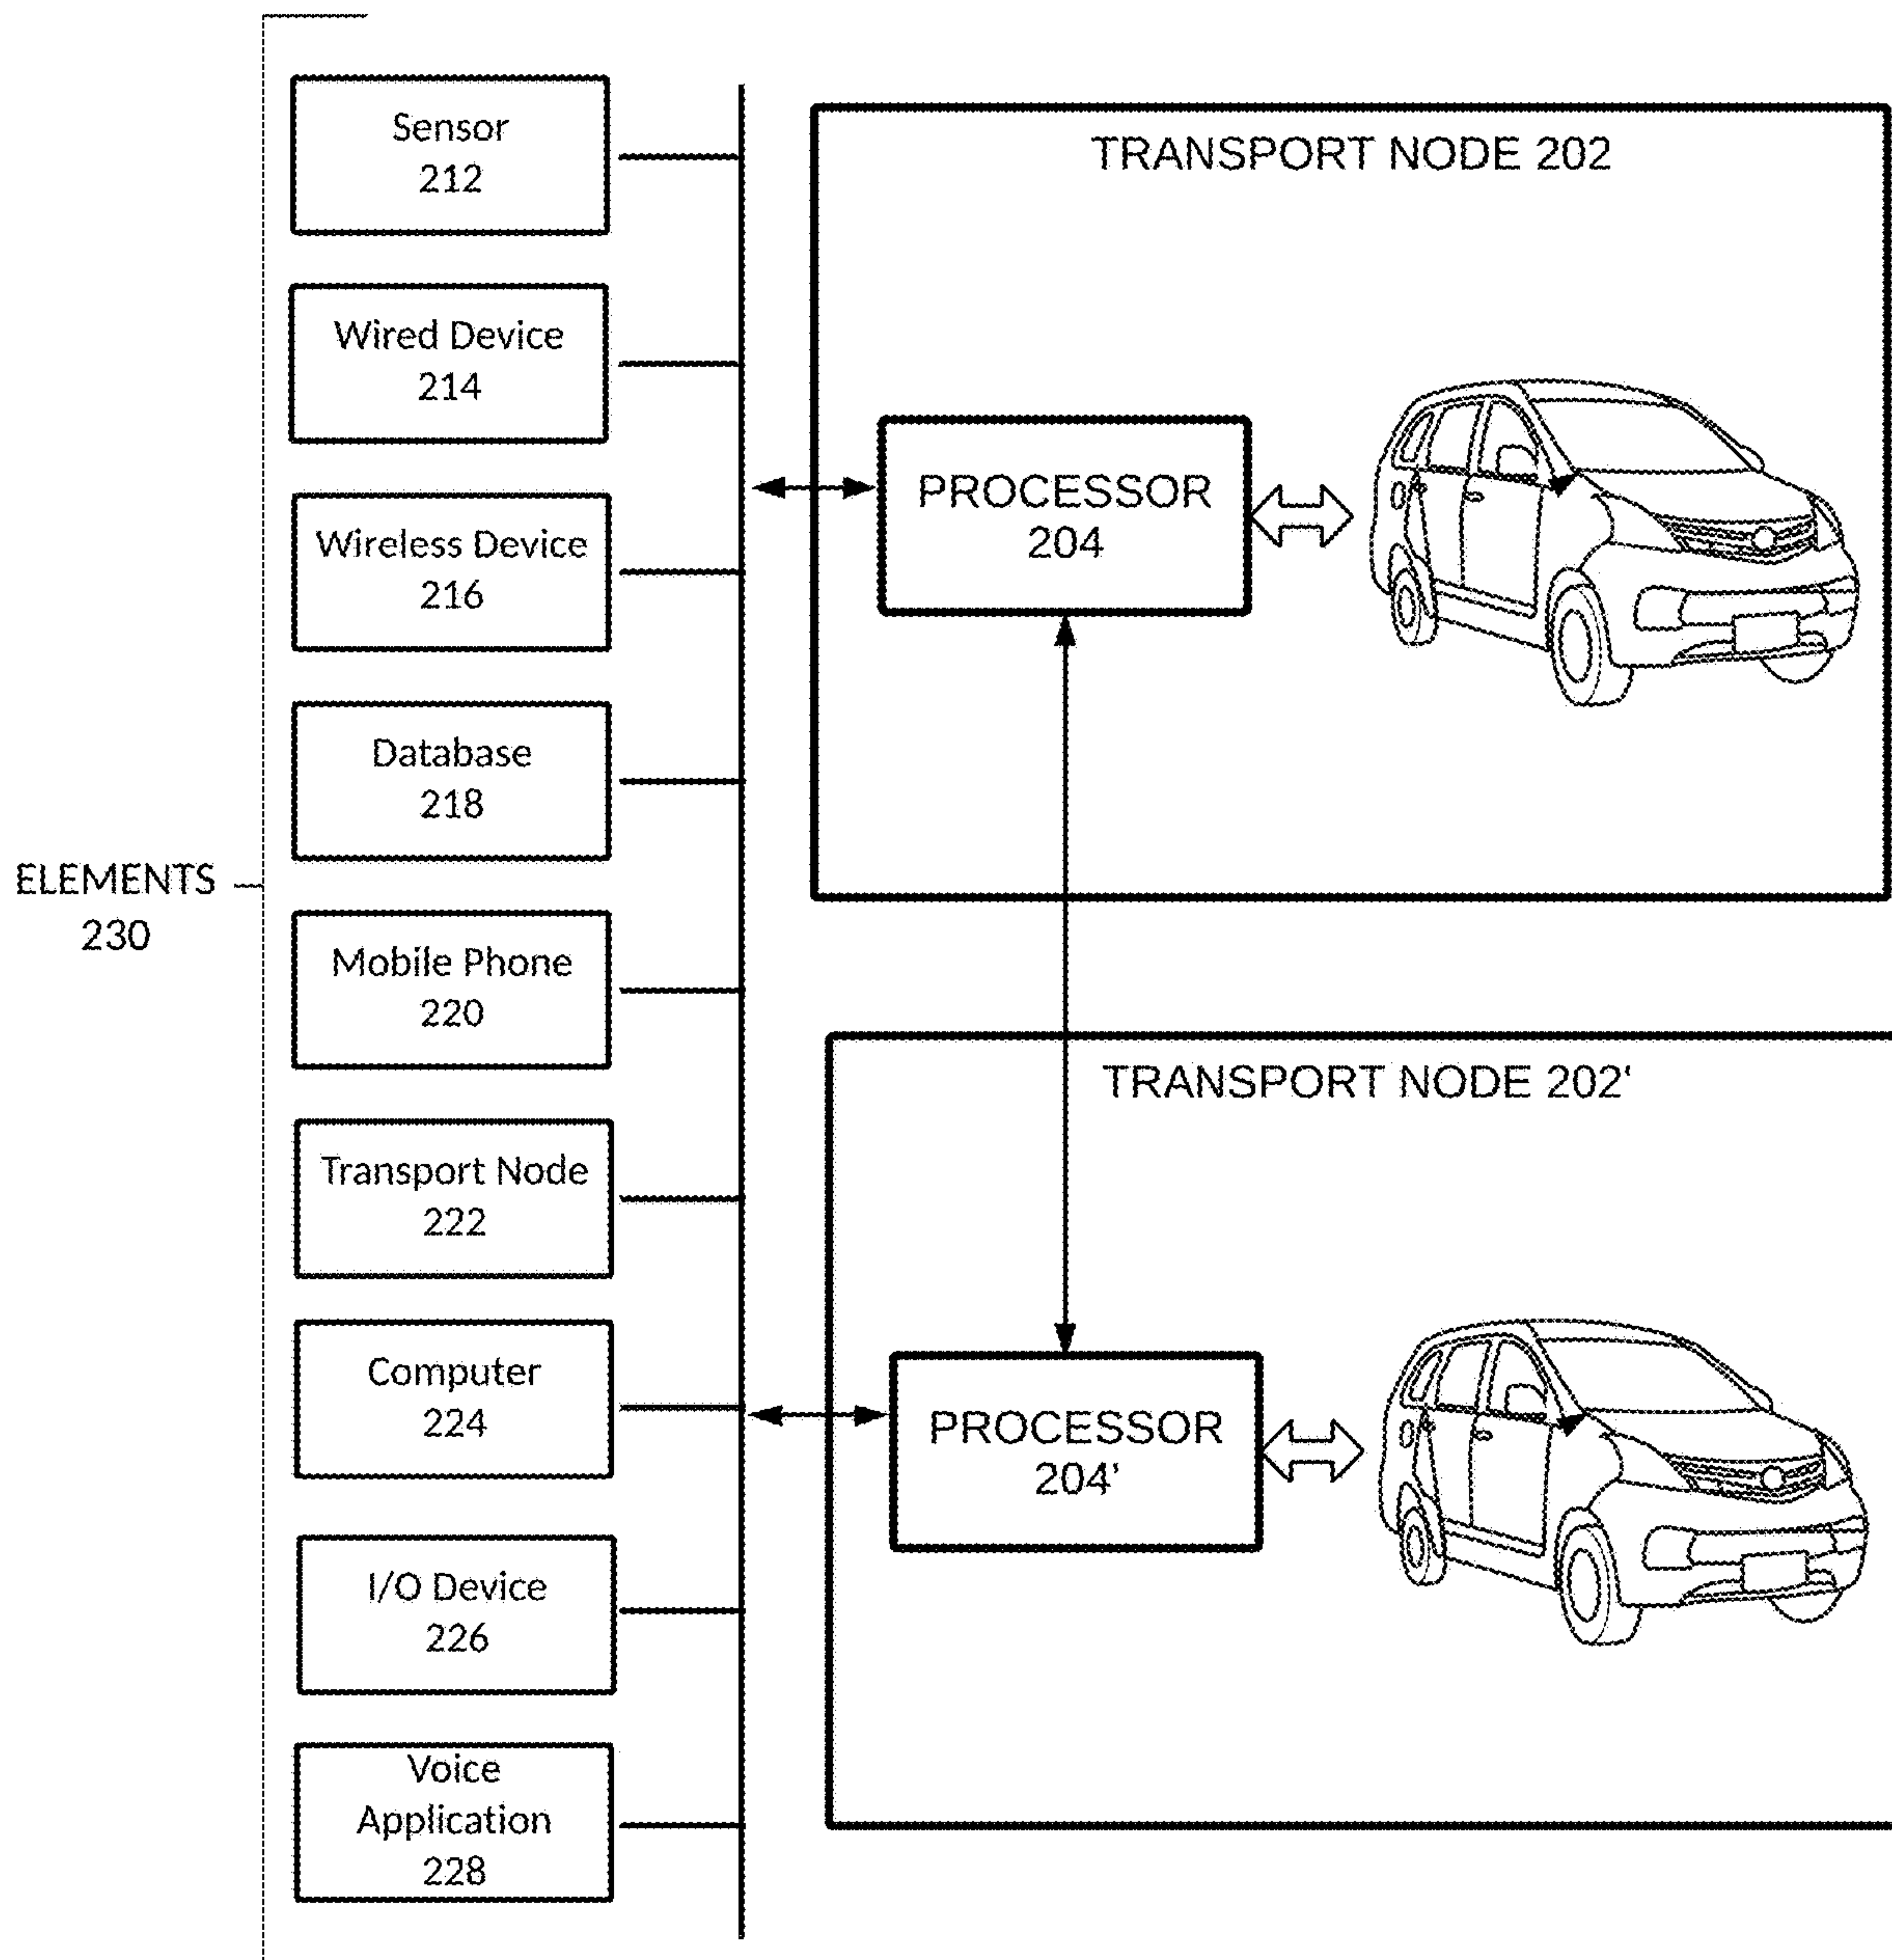 Sensor
212
Wired Device
214
Wireless Device
216
Database
218
ELEMENTS
230
Mobile Phone
220
Transport Node
222
Computer
224
I/O Device
226
Voice
Application
228
TRANSPORT NODE 202
PROCESSOR
204
TRANSPORT NODE 202'
PROCESSOR
204’